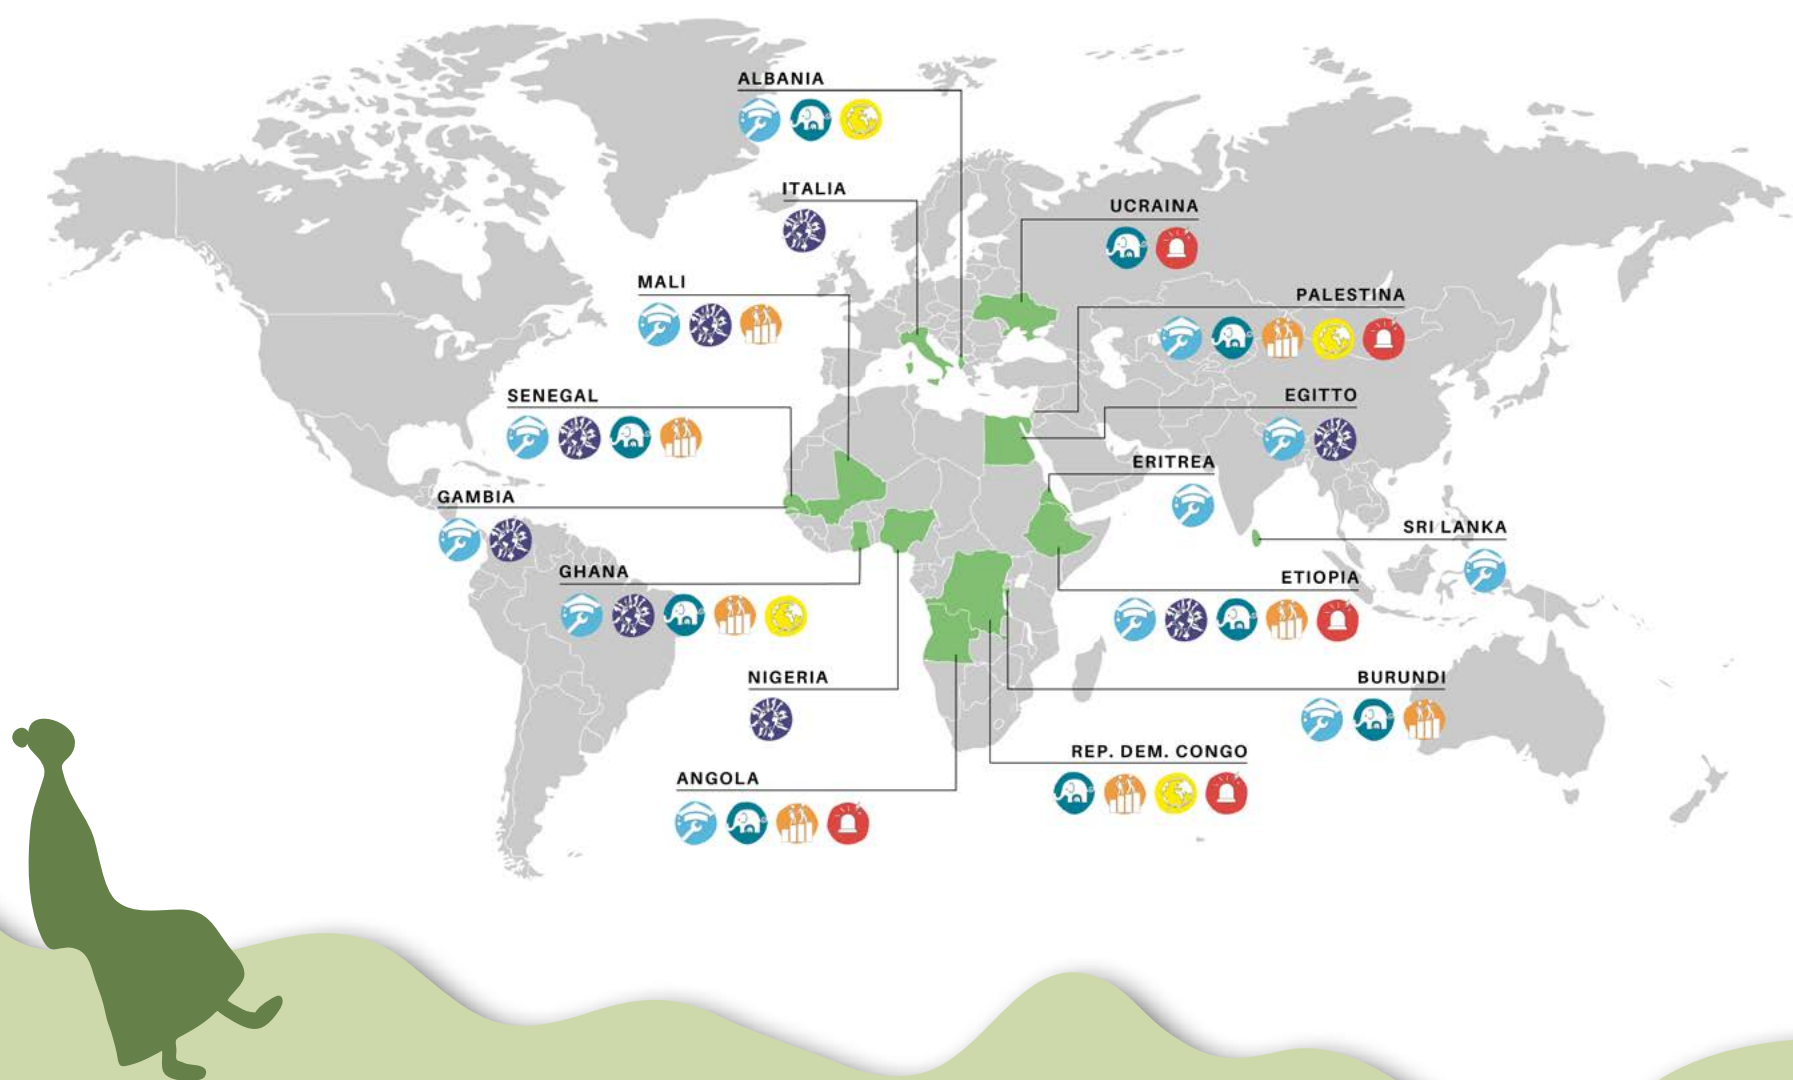 ALBANIA
ITALIA
UCRAINA
MALI
PALESTINA
SENEGAL
EGITTO
ERITREA
GAMBIA
SRI LANKA
GHANA
ETIOPIA
NIGERIA
BURUNDI
REP. DEM. CONGO
ANGOLA